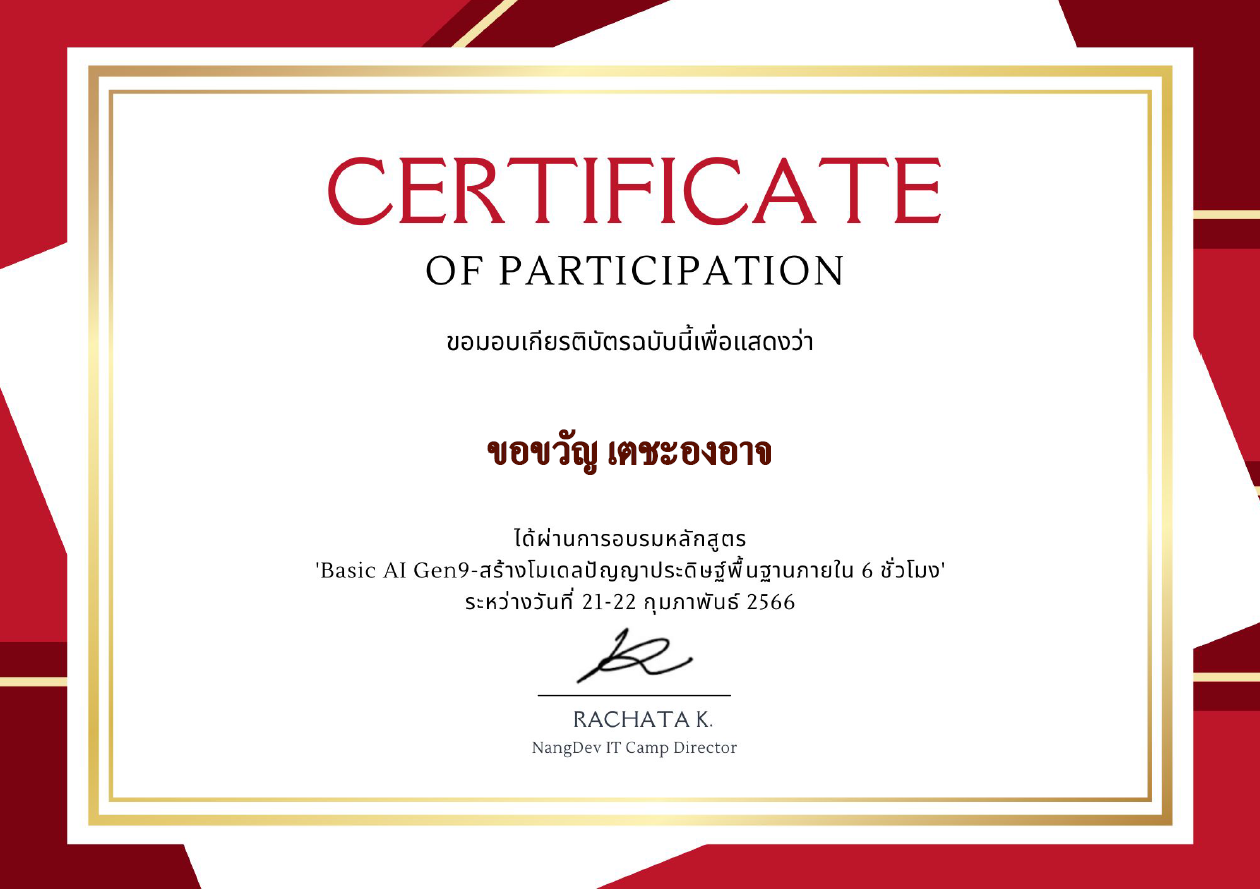 CERTIFICATE
OF PARTICIPATION
ขอมอบเกียรติบัตรฉบับนี้เพื่อแสดงว่า
ขอขวัญ เตชะองอาจ
ได้ผ่านการอบรมหลักสูตร
'Basic AI Gen9-สร้างโมเดลปัญญาประดิษฐ์พื้นฐานภายใน 6 ชั่วโมง'
ระหว่างวันที่ 21-22 กุมภาพันธ์ 2566
RACHATA K.
NangDev IT Camp Director